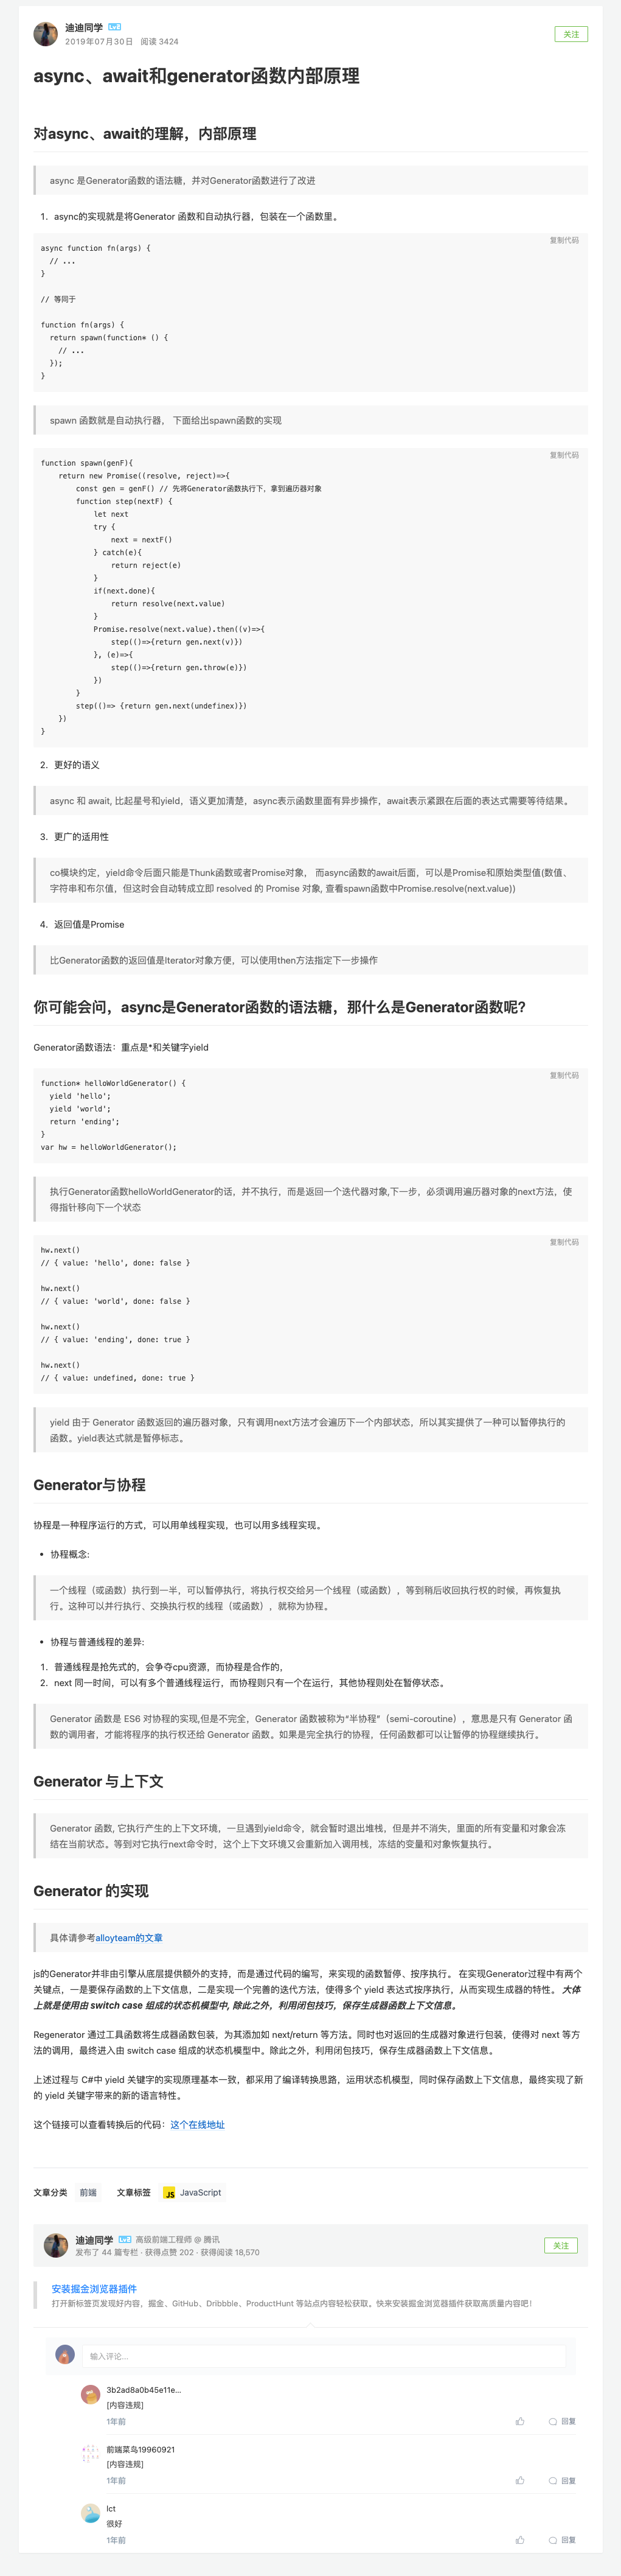 迪迪同学
2019年07月30日 阅读 3424
关注
async、await和generator函数内部原理
对async、await的理解，内部原理
async 是Generator函数的语法糖，并对Generator函数进行了改进
1. async的实现就是将Generator 函数和自动执行器，包装在一个函数里。
复制代码
async function fn(args) {
  // ...
}

// 等同于

function fn(args) {
  return spawn(function* () {
    // ...
  });
}
spawn 函数就是自动执行器， 下面给出spawn函数的实现
复制代码
function spawn(genF){
    return new Promise((resolve, reject)=>{
        const gen = genF() // 先将Generator函数执行下，拿到遍历器对象
        function step(nextF) {
            let next
            try {
                next = nextF()
            } catch(e){
                return reject(e)
            }
            if(next.done){
                return resolve(next.value)
            }
            Promise.resolve(next.value).then((v)=>{
                step(()=>{return gen.next(v)})
            }, (e)=>{
                step(()=>{return gen.throw(e)})
            })
        }
        step(()=> {return gen.next(undefinex)})
    })
}
2. 更好的语义
async 和 await, 比起星号和yield，语义更加清楚，async表示函数里面有异步操作，await表示紧跟在后面的表达式需要等待结果。
3. 更广的适用性
co模块约定，yield命令后面只能是Thunk函数或者Promise对象， 而async函数的await后面，可以是Promise和原始类型值(数值、
字符串和布尔值，但这时会自动转成立即 resolved 的 Promise 对象, 查看spawn函数中Promise.resolve(next.value))
4. 返回值是Promise
比Generator函数的返回值是Iterator对象方便，可以使用then方法指定下一步操作
你可能会问，async是Generator函数的语法糖，那什么是Generator函数呢?
Generator函数语法：重点是*和关键字yield
复制代码
function* helloWorldGenerator() {
  yield 'hello';
  yield 'world';
  return 'ending';
}
var hw = helloWorldGenerator();
执行Generator函数helloWorldGenerator的话，并不执行，而是返回一个迭代器对象,下一步，必须调用遍历器对象的next方法，使
得指针移向下一个状态
复制代码
hw.next()
// { value: 'hello', done: false }

hw.next()
// { value: 'world', done: false }

hw.next()
// { value: 'ending', done: true }

hw.next()
// { value: undefined, done: true }
yield 由于 Generator 函数返回的遍历器对象，只有调用next方法才会遍历下一个内部状态，所以其实提供了一种可以暂停执行的
函数。yield表达式就是暂停标志。
Generator与协程
协程是一种程序运行的方式，可以用单线程实现，也可以用多线程实现。
• 协程概念:
一个线程（或函数）执行到一半，可以暂停执行，将执行权交给另一个线程（或函数），等到稍后收回执行权的时候，再恢复执
行。这种可以并行执行、交换执行权的线程（或函数），就称为协程。
• 协程与普通线程的差异:
1. 普通线程是抢先式的，会争夺cpu资源，而协程是合作的，
2. next 同一时间，可以有多个普通线程运行，而协程则只有一个在运行，其他协程则处在暂停状态。
Generator 函数是 ES6 对协程的实现,但是不完全，Generator 函数被称为“半协程”（semi-coroutine），意思是只有 Generator 函
数的调用者，才能将程序的执行权还给 Generator 函数。如果是完全执行的协程，任何函数都可以让暂停的协程继续执行。
Generator 与上下文
Generator 函数, 它执行产生的上下文环境，一旦遇到yield命令，就会暂时退出堆栈，但是并不消失，里面的所有变量和对象会冻
结在当前状态。等到对它执行next命令时，这个上下文环境又会重新加入调用栈，冻结的变量和对象恢复执行。
Generator 的实现
具体请参考alloyteam的文章
js的Generator并非由引擎从底层提供额外的支持，而是通过代码的编写，来实现的函数暂停、按序执行。 在实现Generator过程中有两个
关键点，一是要保存函数的上下文信息，二是实现一个完善的迭代方法，使得多个 yield 表达式按序执行，从而实现生成器的特性。 大体
上就是使用由 switch case 组成的状态机模型中, 除此之外，利用闭包技巧，保存生成器函数上下文信息。
Regenerator 通过工具函数将生成器函数包装，为其添加如 next/return 等方法。同时也对返回的生成器对象进行包装，使得对 next 等方
法的调用，最终进入由 switch case 组成的状态机模型中。除此之外，利用闭包技巧，保存生成器函数上下文信息。
上述过程与 C#中 yield 关键字的实现原理基本一致，都采用了编译转换思路，运用状态机模型，同时保存函数上下文信息，最终实现了新
的 yield 关键字带来的新的语言特性。
这个链接可以查看转换后的代码：这个在线地址
文章分类 前端 文章标签 JS JavaScript
迪迪同学 高级前端工程师 @ 腾讯
发布了 44 篇专栏 · 获得点赞 202 · 获得阅读 18,570
关注
安装掘金浏览器插件
打开新标签页发现好内容，掘金、GitHub、Dribbble、ProductHunt 等站点内容轻松获取。快来安装掘金浏览器插件获取高质量内容吧！
输入评论...
3b2ad8a0b45e11e...
[内容违规]
1年前 回复
前端菜鸟19960921
[内容违规]
1年前 回复
lct
很好
1年前 回复